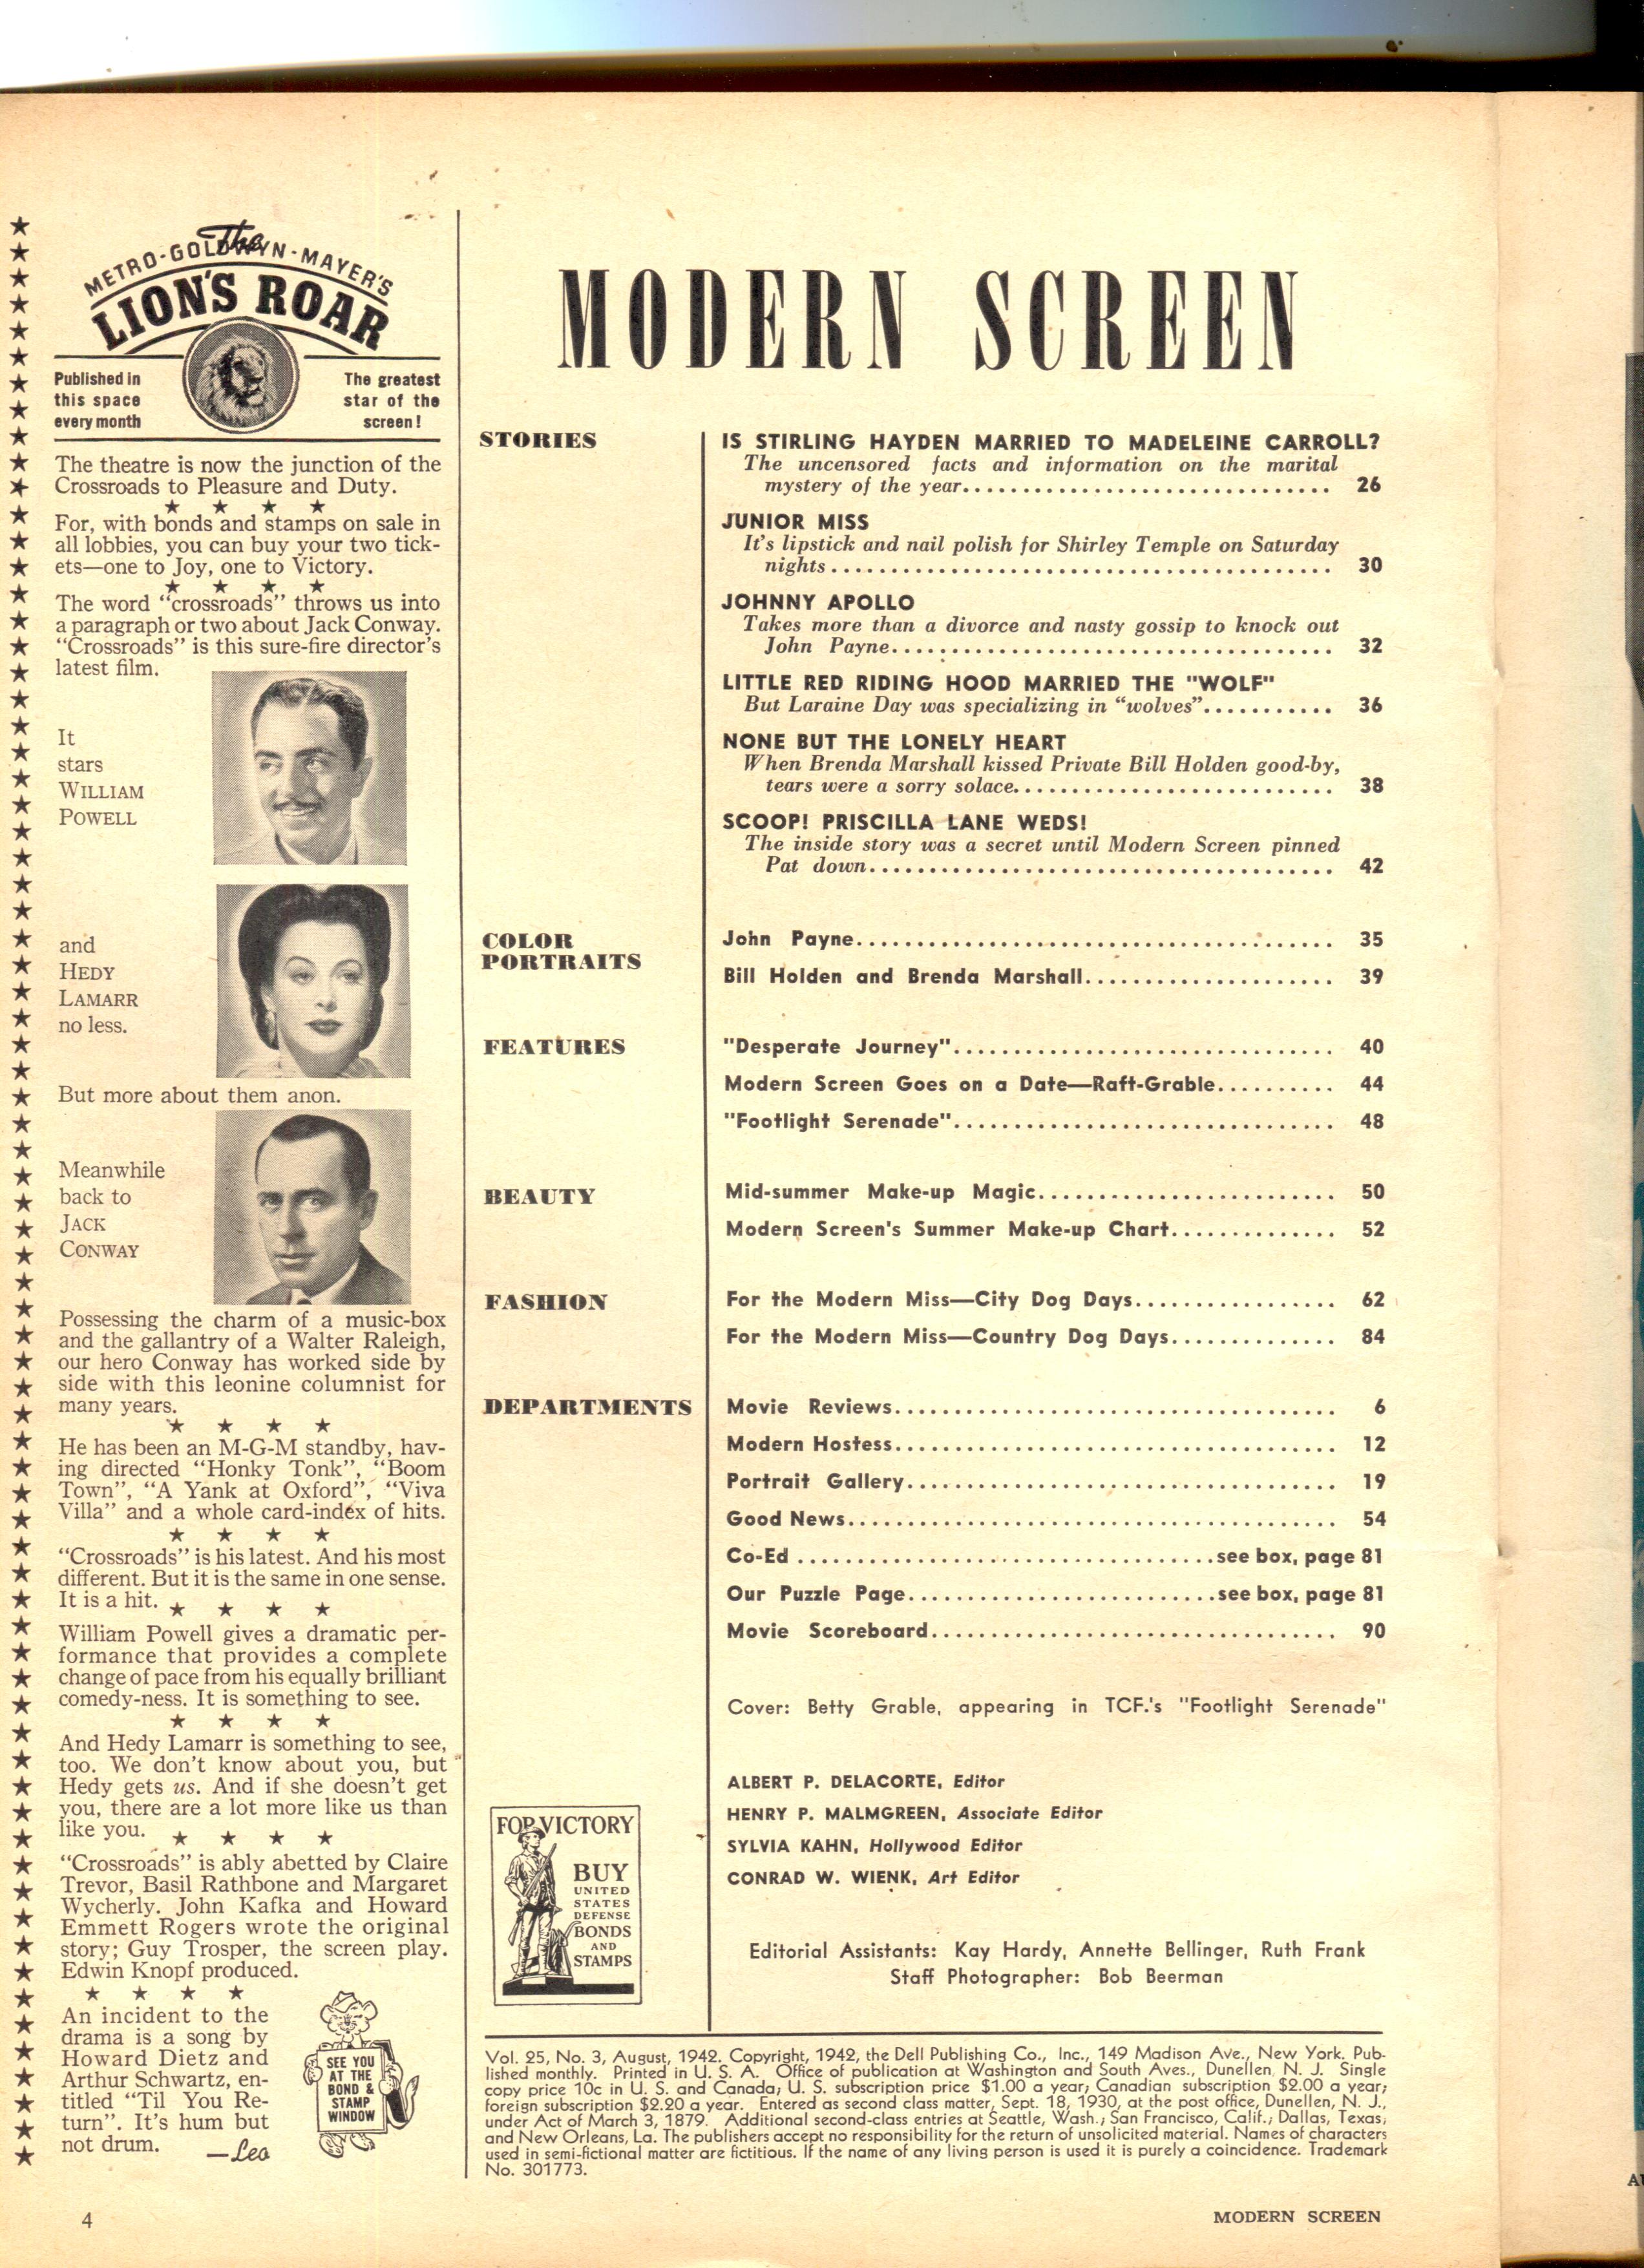 The
METRO-GOLDWYN-MAYER'S
LION'S ROAR
Published in
this space
every month
The greatest
star of the
screen!
The theatre is now the junction of the
Crossroads to Pleasure and Duty.
★ ★ ★ ★
For, with bonds and stamps on sale in
all lobbies, you can buy your two tick-
ets—one to Joy, one to Victory.
★ ★ ★ ★
The word "crossroads" throws us into
a paragraph or two about Jack Conway.
"Crossroads" is this sure-fire director's
latest film.
It
stars
WILLIAM
POWELL
and
HEDY
LAMARR
no less.
But more about them anon.
Meanwhile
back to
JACK
CONWAY
Possessing the charm of a music-box
and the gallantry of a Walter Raleigh,
our hero Conway has worked side by
side with this leonine columnist for
many years.
★ ★ ★ ★
He has been an M-G-M standby, hav-
ing directed "Honky Tonk", "Boom
Town", "A Yank at Oxford", "Viva
Villa" and a whole card-index of hits.
★ ★ ★ ★
"Crossroads" is his latest. And his most
different. But it is the same in one sense.
It is a hit.
★ ★ ★ ★
William Powell gives a dramatic per-
formance that provides a complete
change of pace from his equally brilliant
comedy-ness. It is something to see.
★ ★ ★ ★
And Hedy Lamarr is something to see,
too. We don't know about you, but
Hedy gets us. And if she doesn't get
you, there are a lot more like us than
like you.
★ ★ ★ ★
"Crossroads" is ably abetted by Claire
Trevor, Basil Rathbone and Margaret
Wycherly. John Kafka and Howard
Emmett Rogers wrote the original
story; Guy Trosper, the screen play.
Edwin Knopf produced.
★ ★ ★ ★
An incident to the
drama is a song by
Howard Dietz and
Arthur Schwartz, en-
titled "Til You Re-
turn". It's hum but
not drum.
—Leo
SEE YOU
AT THE
BOND &
STAMP
WINDOW
4
MODERN SCREEN
STORIES
IS STIRLING HAYDEN MARRIED TO MADELEINE CARROLL?
The uncensored facts and information on the marital
mystery of the year.............................. 26
JUNIOR MISS
It's lipstick and nail polish for Shirley Temple on Saturday
nights......................................... 30
JOHNNY APOLLO
Takes more than a divorce and nasty gossip to knock out
John Payne.................................... 32
LITTLE RED RIDING HOOD MARRIED THE "WOLF"
But Laraine Day was specializing in "wolves"........... 36
NONE BUT THE LONELY HEART
When Brenda Marshall kissed Private Bill Holden good-by,
tears were a sorry solace........................... 38
SCOOP! PRISCILLA LANE WEDS!
The inside story was a secret until Modern Screen pinned
Pat down...................................... 42
COLOR
PORTRAITS
John Payne....................................... 35
Bill Holden and Brenda Marshall..................... 39
FEATURES
"Desperate Journey"............................... 40
Modern Screen Goes on a Date—Raft-Grable.......... 44
"Footlight Serenade"............................... 48
BEAUTY
Mid-summer Make-up Magic......................... 50
Modern Screen's Summer Make-up Chart.............. 52
FASHION
For the Modern Miss—City Dog Days................. 62
For the Modern Miss—Country Dog Days.............. 84
DEPARTMENTS
Movie Reviews.................................... 6
Modern Hostess.................................... 12
Portrait Gallery................................... 19
Good News........................................ 54
Co-Ed ..................................see box, page 81
Our Puzzle Page.........................see box, page 81
Movie Scoreboard................................. 90
Cover: Betty Grable, appearing in TCF.'s "Footlight Serenade"
ALBERT P. DELACORTE, Editor
HENRY P. MALMGREEN, Associate Editor
SYLVIA KAHN, Hollywood Editor
CONRAD W. WIENK, Art Editor
FOR VICTORY
BUY
UNITED
STATES
DEFENSE
BONDS
AND
STAMPS
Editorial Assistants: Kay Hardy, Annette Bellinger, Ruth Frank
Staff Photographer: Bob Beerman
Vol. 25, No. 3, August, 1942. Copyright, 1942, the Dell Publishing Co., Inc., 149 Madison Ave., New York. Pub-
lished monthly. Printed in U. S. A. Office of publication at Washington and South Aves., Dunellen, N. J. Single
copy price 10c in U. S. and Canada; U. S. subscription price $1.00 a year; Canadian subscription $2.00 a year;
foreign subscription $2.20 a year. Entered as second class matter, Sept. 18, 1930, at the post office, Dunellen, N. J.,
under Act of March 3, 1879. Additional second-class entries at Seattle, Wash.; San Francisco, Calif.; Dallas, Texas;
and New Orleans, La. The publishers accept no responsibility for the return of unsolicited material. Names of characters
used in semi-fictional matter are fictitious. If the name of any living person is used it is purely a coincidence. Trademark
No. 301773.
MODERN SCREEN